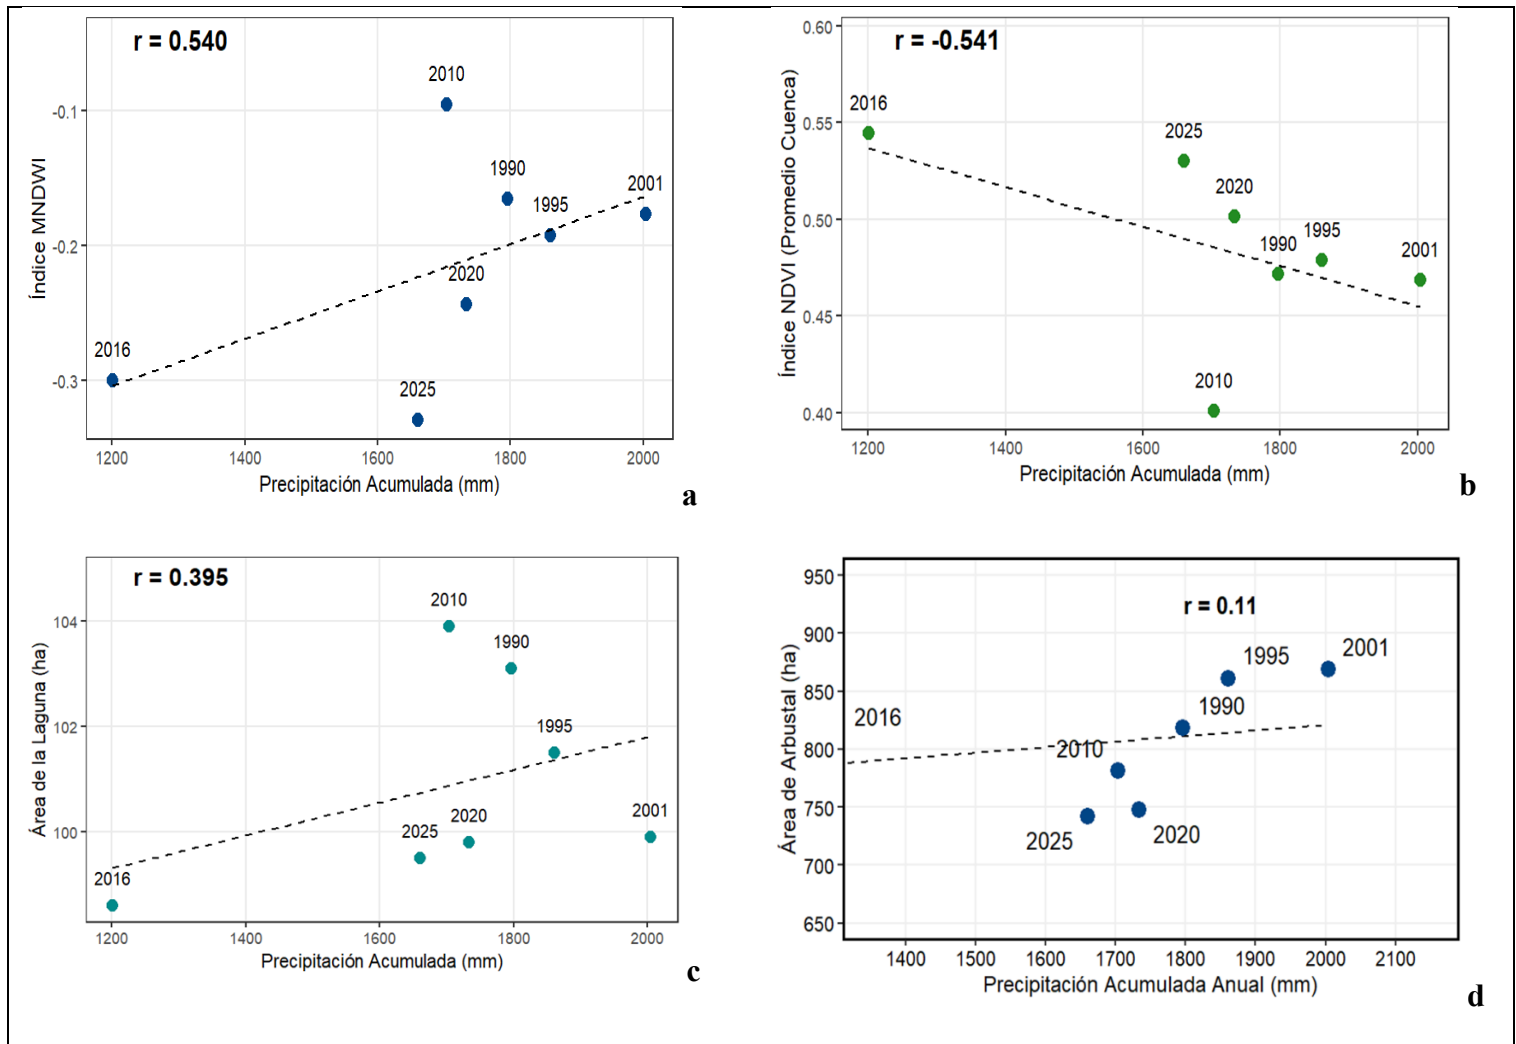 r = 0.540
2010
-0.1
1990
2001
1995
Índice MNDWI
-0.2
2020
2016
-0.3
2025
1200 1400 1600 1800 2000
Precipitación Acumulada (mm)
a
r = -0.541
0.60
2016
0.55
2025
2020
0.50
1990 1995
2001
Índice NDVI (Promedio Cuenca)
0.45
2010
0.40
1200 1400 1600 1800 2000
Precipitación Acumulada (mm)
b
r = 0.395
2010
104
1990
1995
102
Área de la Laguna (ha)
2001
2020
2025
100
2016
1200 1400 1600 1800 2000
Precipitación Acumulada (mm)
c
950
r = 0.11
900
1995 2001
850
2016
1990
800
2010
Área de Arbustal (ha)
750
2025 2020
700
650
1400 1500 1600 1700 1800 1900 2000 2100
Precipitación Acumulada Anual (mm)
d